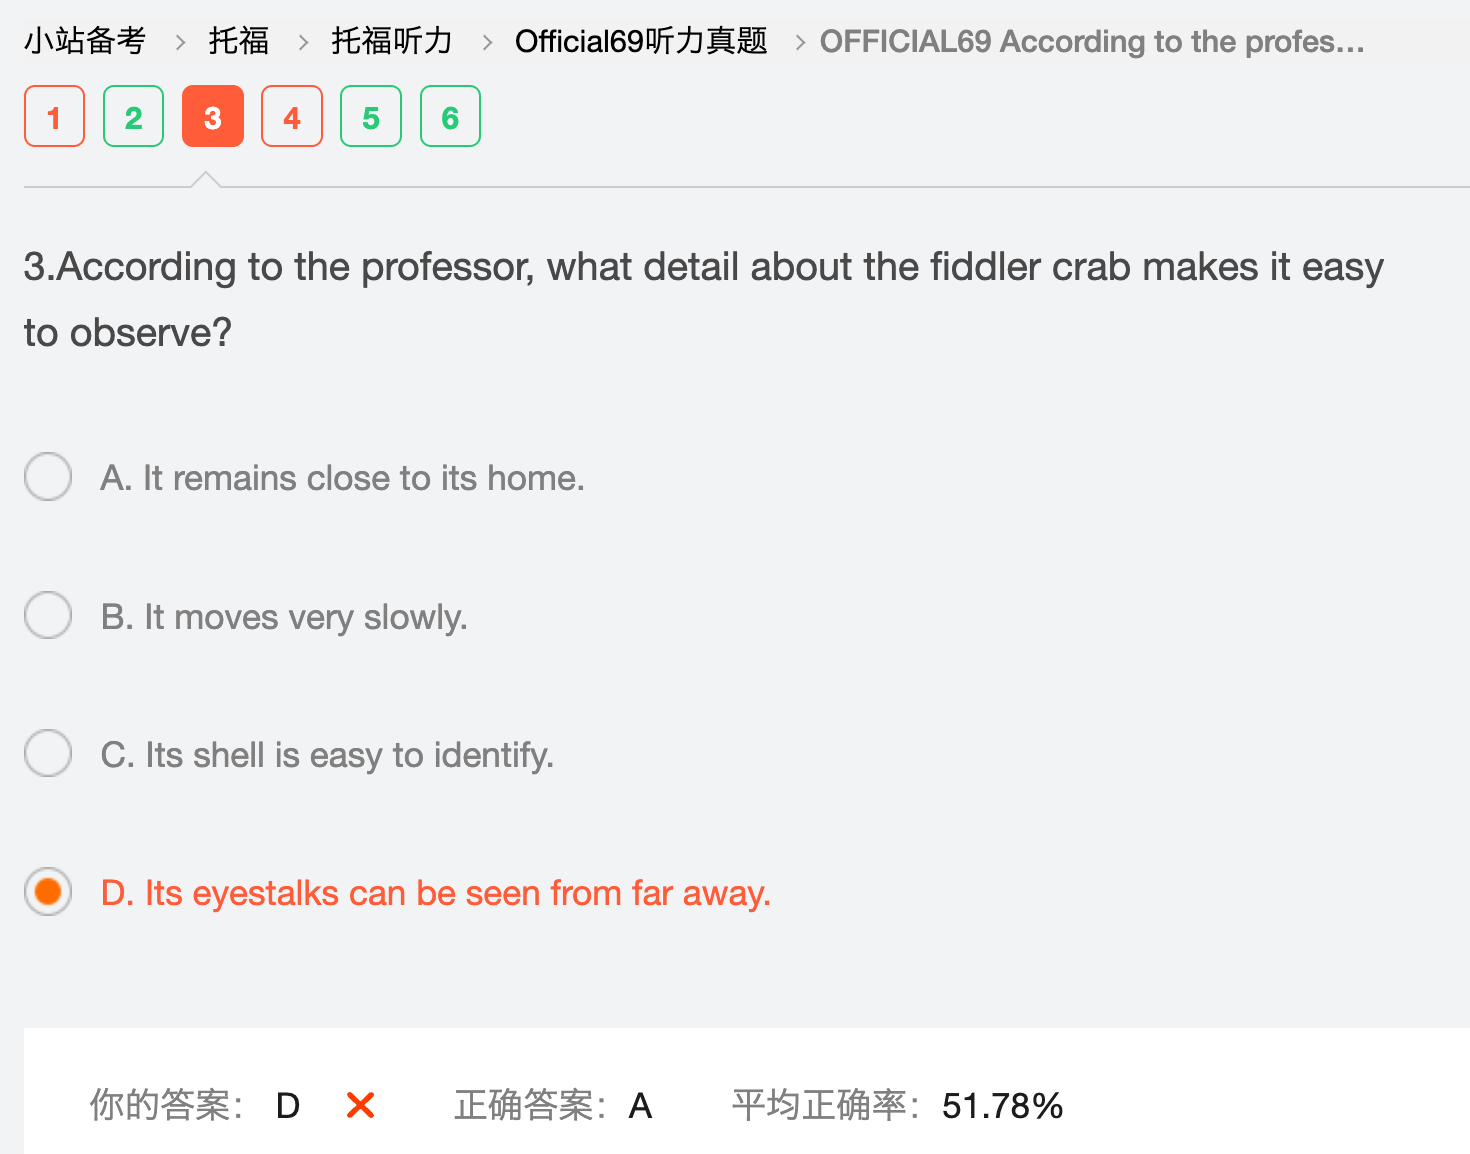 小站备考 > 托福 > 托福听力 > Official69听力真题 > OFFICIAL69 According to the profes...
1 2 3 4 5 6
3.According to the professor, what detail about the fiddler crab makes it easy
to observe?
A. It remains close to its home.
B. It moves very slowly.
C. Its shell is easy to identify.
D. Its eyestalks can be seen from far away.
你的答案： D × 正确答案： A 平均正确率： 51.78%